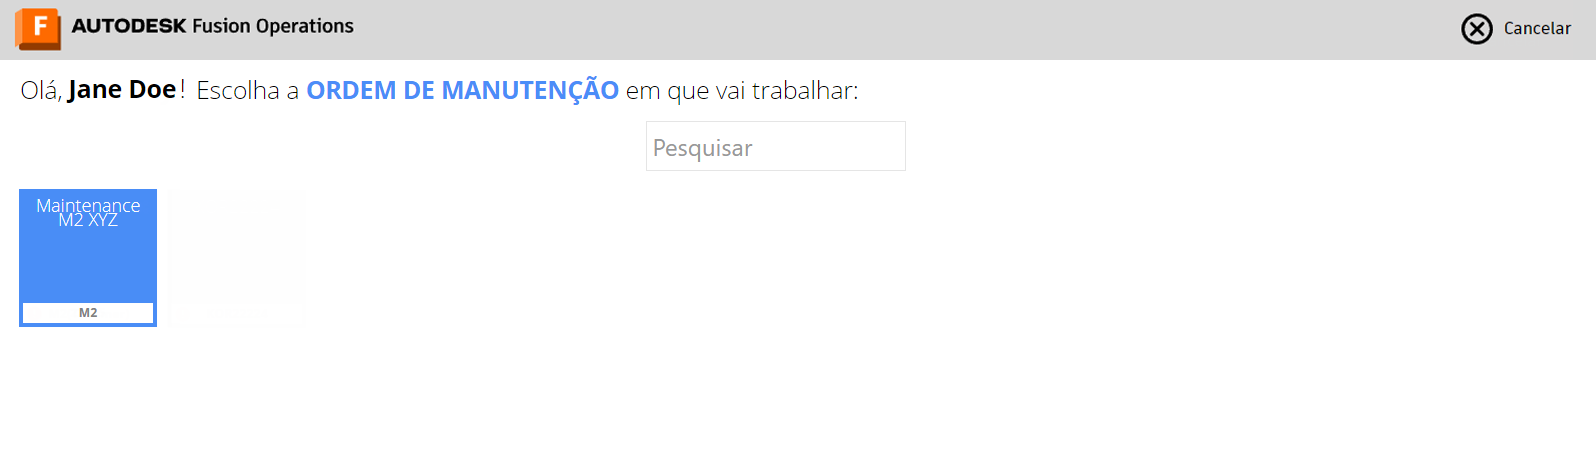 F AUTODESK Fusion Operations
Cancelar
Olá, Jane Doe! Escolha a ORDEM DE MANUTENÇÃO em que vai trabalhar:
Pesquisar
Maintenance
M2 XYZ
M2